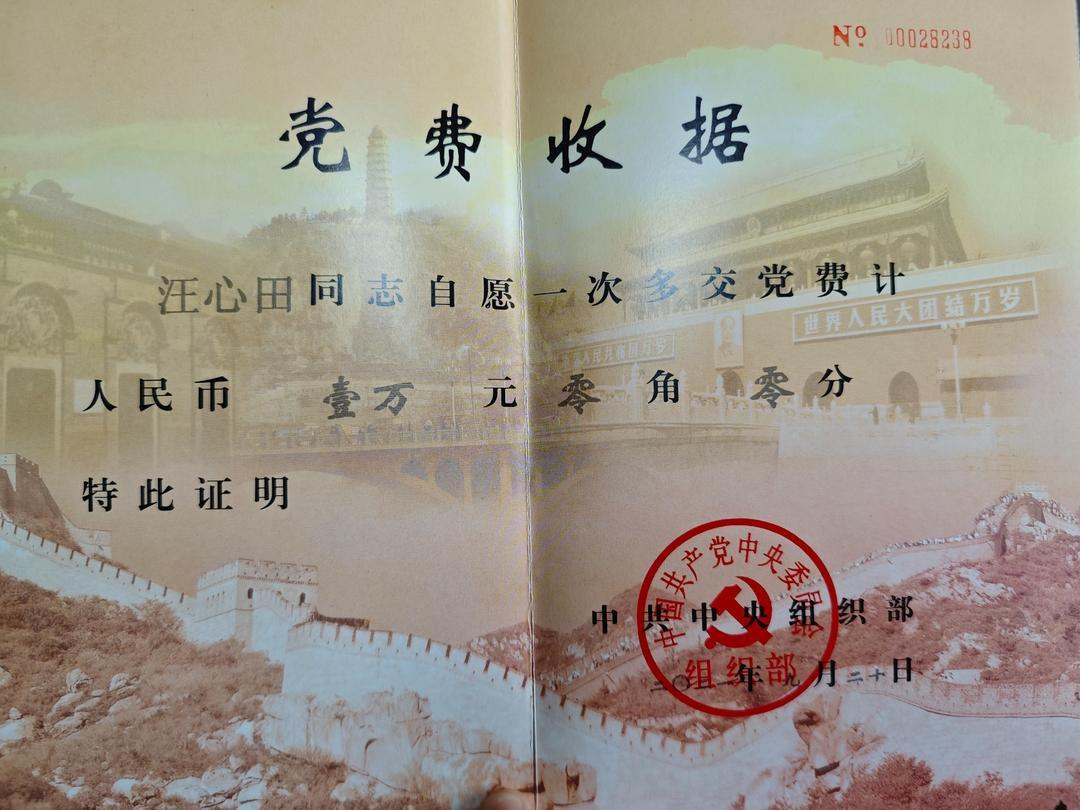 No 00028238
党费收据
汪心田同志自愿一次多交党费计
世界人民大团结万岁
人民币 壹万 元 零 角 零 分
特此证明
中国共产党中央委员会
组织部
中共中央组织部
年 月二十日